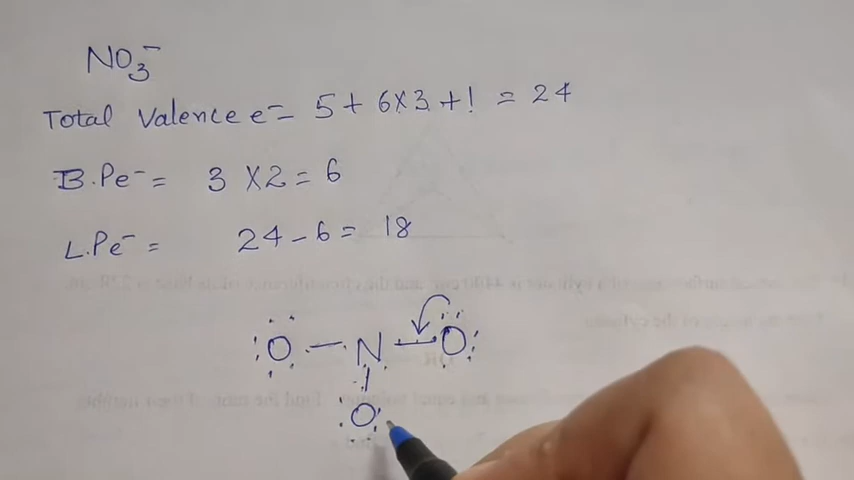 NO₃⁻
Total Valence e⁻ = 5 + 6×3 + ! = 24
B.Pe⁻ = 3 × 2 = 6
L.Pe⁻ = 24 - 6 = 18
O — N — O
|
O